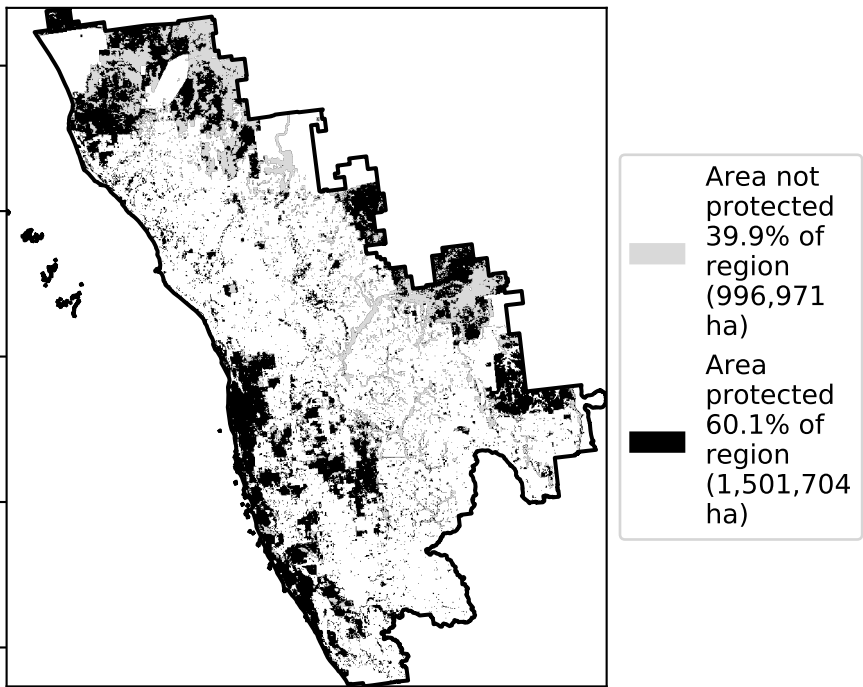 Area not
protected
39.9% of
region
(996,971
ha)
Area
protected
60.1% of
region
(1,501,704
ha)